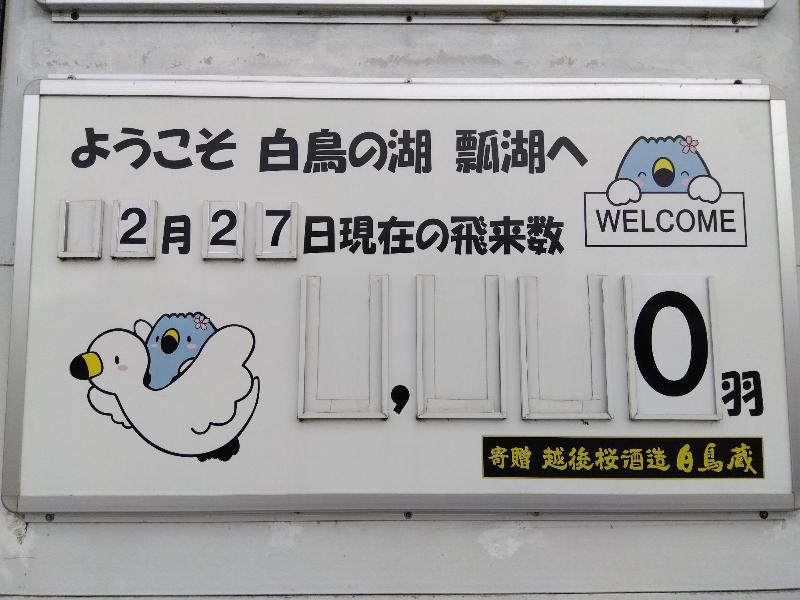 ようこそ 白鳥の湖 瓢湖へ
WELCOME
2月27日現在の飛来数
,0羽
寄贈 越後桜酒造 白鳥蔵